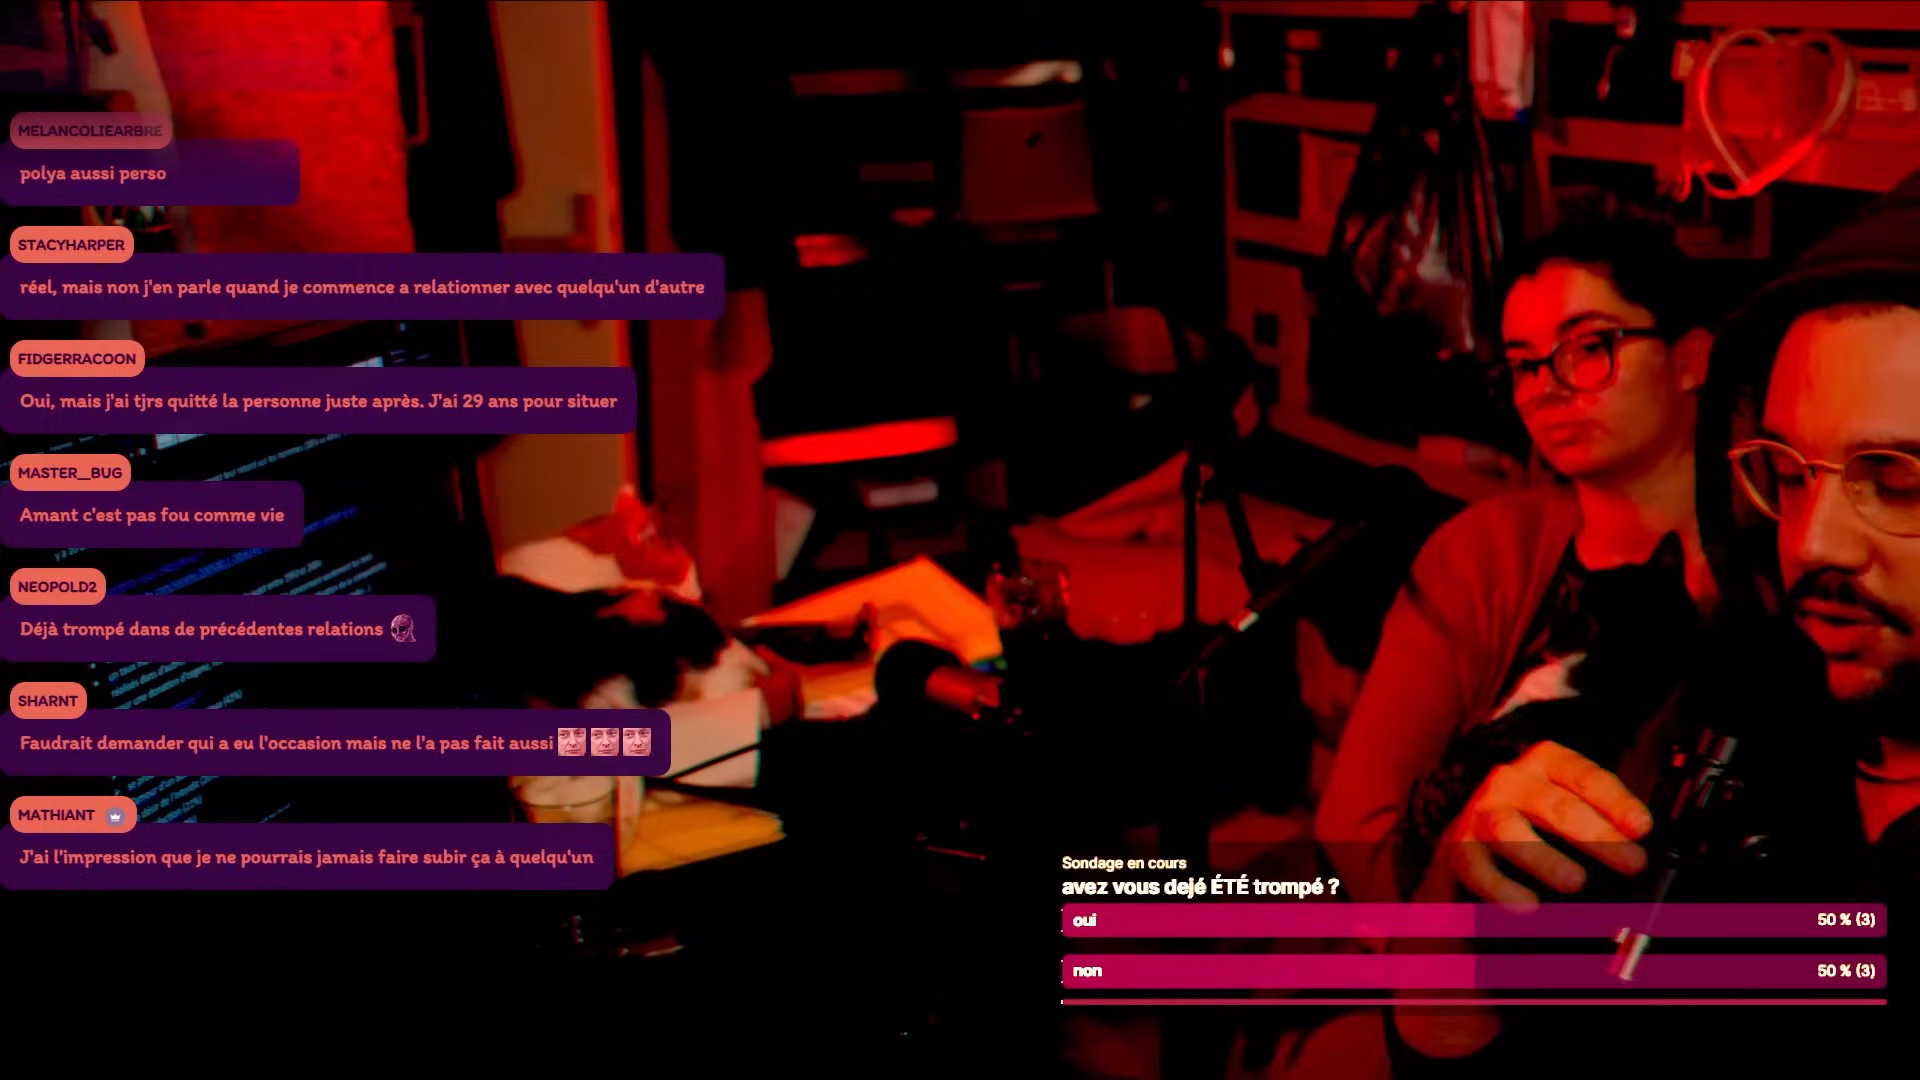 MELANCOLIEARBRE
polya aussi perso
STACYHARPER
réel, mais non j'en parle quand je commence a relationner avec quelqu'un d'autre
FIDGERRACOON
Oui, mais j'ai tjrs quitté la personne juste après. J'ai 29 ans pour situer
MASTER__BUG
Amant c'est pas fou comme vie
NEOPOLD2
Déjà trompé dans de précédentes relations
SHARNT
Faudrait demander qui a eu l'occasion mais ne l'a pas fait aussi
MATHIANT
J'ai l'impression que je ne pourrais jamais faire subir ça à quelqu'un
Sondage en cours
avez vous dejé ÉTÉ trompé ?
oui 50 % (3)
non 50 % (3)